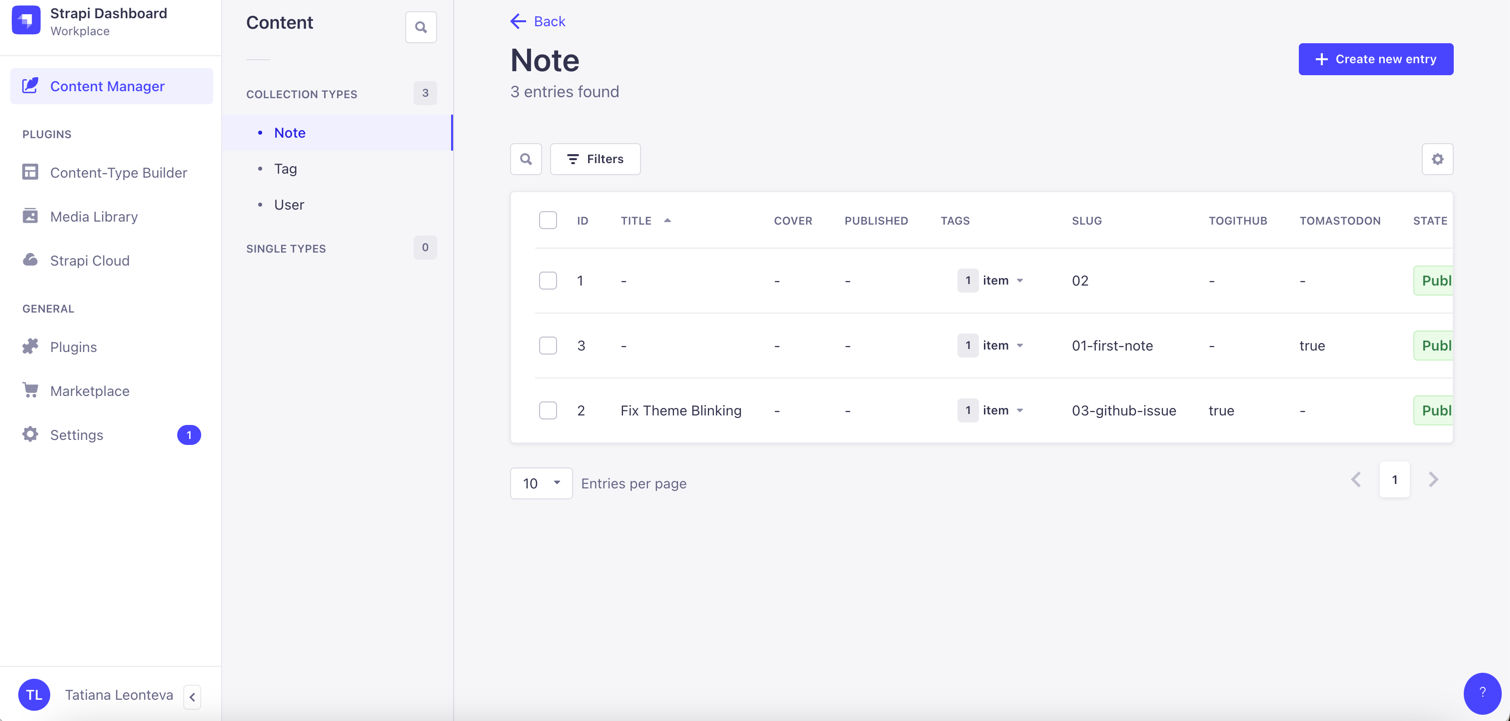 Strapi Dashboard
Workplace
Content Manager
PLUGINS
Content-Type Builder
Media Library
Strapi Cloud
GENERAL
Plugins
Marketplace
Settings 1
TL Tatiana Leonteva
Content
COLLECTION TYPES 3
Note
Tag
User
SINGLE TYPES 0
Back
Note
3 entries found
Create new entry
Filters
ID TITLE COVER PUBLISHED TAGS SLUG TOGITHUB TOMASTODON STATE
1 - - - 1 item 02 - - Publ
3 - - - 1 item 01-first-note - true Publ
2 Fix Theme Blinking - - 1 item 03-github-issue true - Publ
10 Entries per page
1
?